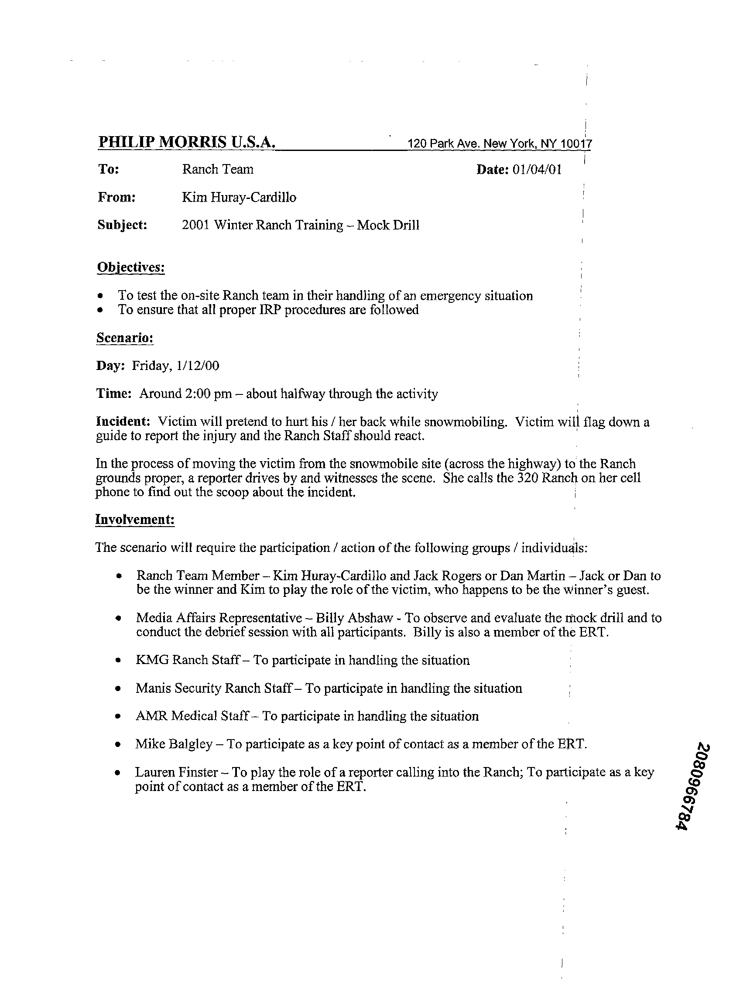 PHILIP MORRIS U.S.A. 120 Park Ave. New York, NY 10017
To: Ranch Team Date: 01/04/01
From: Kim Huray-Cardillo
Subject: 2001 Winter Ranch Training – Mock Drill
Objectives:
• To test the on-site Ranch team in their handling of an emergency situation
• To ensure that all proper IRP procedures are followed
Scenario:
Day: Friday, 1/12/00
Time: Around 2:00 pm – about halfway through the activity
Incident: Victim will pretend to hurt his / her back while snowmobiling. Victim will flag down a
guide to report the injury and the Ranch Staff should react.
In the process of moving the victim from the snowmobile site (across the highway) to the Ranch
grounds proper, a reporter drives by and witnesses the scene. She calls the 320 Ranch on her cell
phone to find out the scoop about the incident.
Involvement:
The scenario will require the participation / action of the following groups / individuals:
• Ranch Team Member – Kim Huray-Cardillo and Jack Rogers or Dan Martin – Jack or Dan to
be the winner and Kim to play the role of the victim, who happens to be the winner's guest.
• Media Affairs Representative – Billy Abshaw - To observe and evaluate the mock drill and to
conduct the debrief session with all participants. Billy is also a member of the ERT.
• KMG Ranch Staff – To participate in handling the situation
• Manis Security Ranch Staff – To participate in handling the situation
• AMR Medical Staff – To participate in handling the situation
• Mike Balgley – To participate as a key point of contact as a member of the ERT.
• Lauren Finster – To play the role of a reporter calling into the Ranch; To participate as a key
point of contact as a member of the ERT.
2080966784